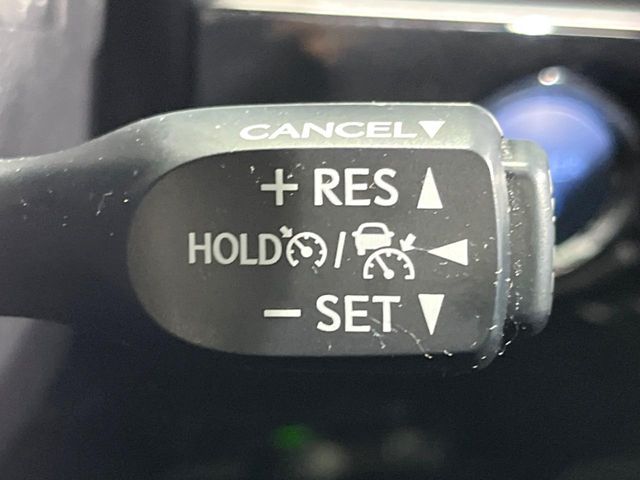 CANCEL▼
+ RES ▲
HOLD / ◀
− SET ▼